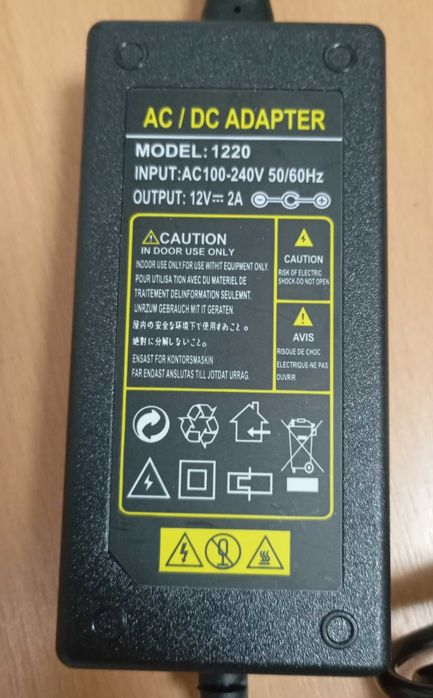 AC / DC ADAPTER
MODEL: 1220
INPUT:AC100-240V 50/60Hz
OUTPUT: 12V⎓2A
CAUTION
IN DOOR USE ONLY
INDOOR USE ONLY.FOR USE WITHIT EQUIPMENT ONLY.
POUR UTILISA TION AVEC DU MATERIEL DE
TRAITEMENT DELINFORMATION SEULEMNT.
UNRZUM GEBRAUCH MIT IT GERATEN.
屋内の安全な環境下で使用すあこと。
絶対に分解しないこと。
ENSAST FOR KONTORSMASKIN
FAR ENDAST ANSLUTAS TILL JOTDAT URRAG.
CAUTION
RISK OF ELECTRIC
SHOCK-DO NOT OPEN
AVIS
RISOUE DE CHOC
ELECTRIQUE-NE PAS
OUVRIR